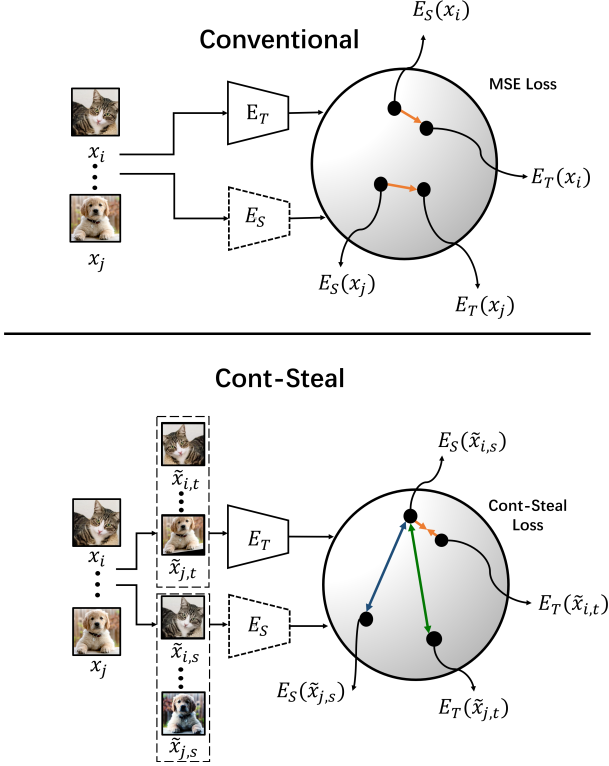 Conventional
E_S(x_i)
MSE Loss
E_T
x_i
E_T(x_i)
E_S
x_j
E_S(x_j)
E_T(x_j)
Cont-Steal
E_S(x̃_{i,s})
x̃_{i,t}
Cont-Steal
Loss
E_T
x_i
x̃_{j,t}
E_T(x̃_{i,t})
E_S
x̃_{i,s}
x_j
E_S(x̃_{j,s})
E_T(x̃_{j,t})
x̃_{j,s}